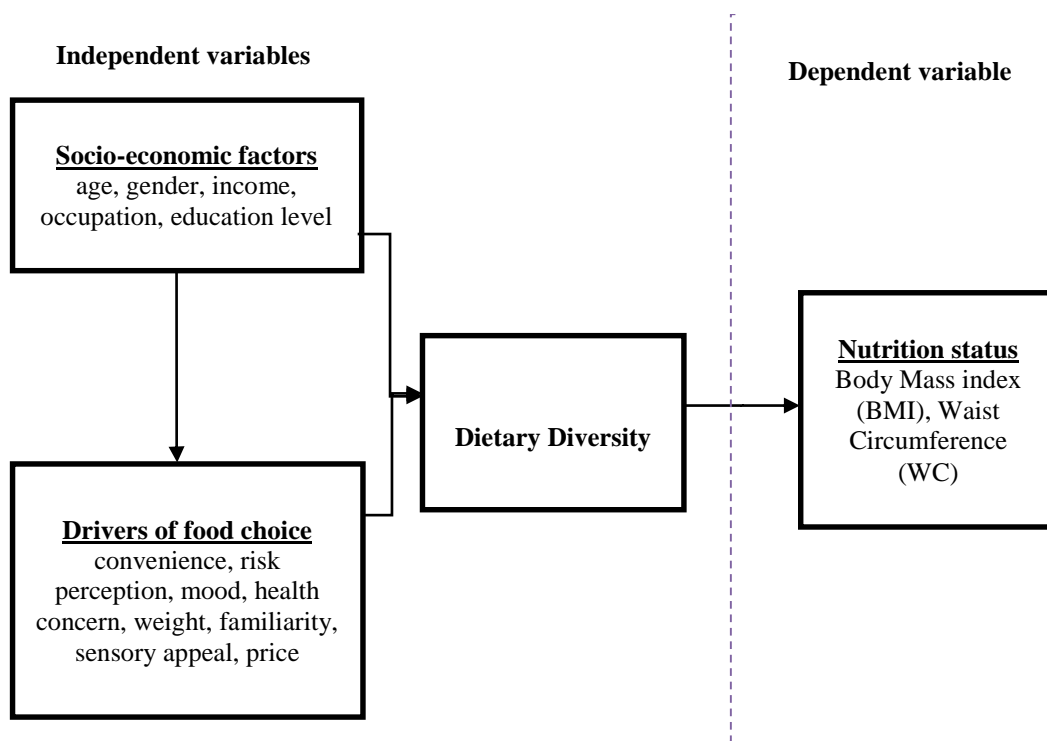 Independent variables
Dependent variable
Socio-economic factors
age, gender, income,
occupation, education level
Dietary Diversity
Nutrition status
Body Mass index
(BMI), Waist
Circumference
(WC)
Drivers of food choice
convenience, risk
perception, mood, health
concern, weight, familiarity,
sensory appeal, price